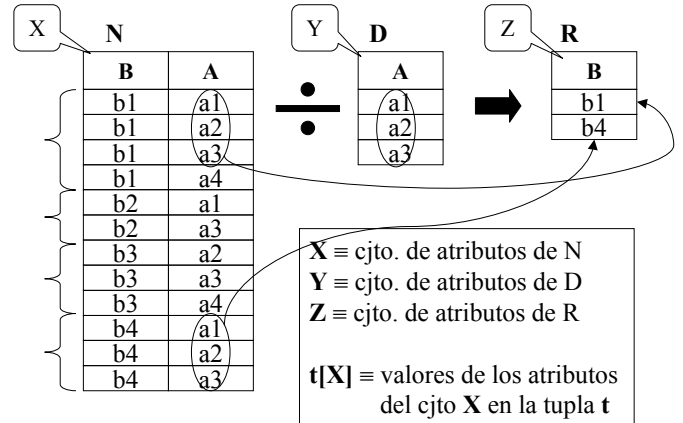 X N Y D Z R
B A A B
b1 a1 a1 b1
b1 a2 a2 b4
b1 a3 a3
b1 a4
b2 a1
b2 a3
b3 a2
b3 a3
b3 a4
b4 a1
b4 a2
b4 a3
X ≡ cjto. de atributos de N
Y ≡ cjto. de atributos de D
Z ≡ cjto. de atributos de R
t[X] ≡ valores de los atributos
del cjto X en la tupla t